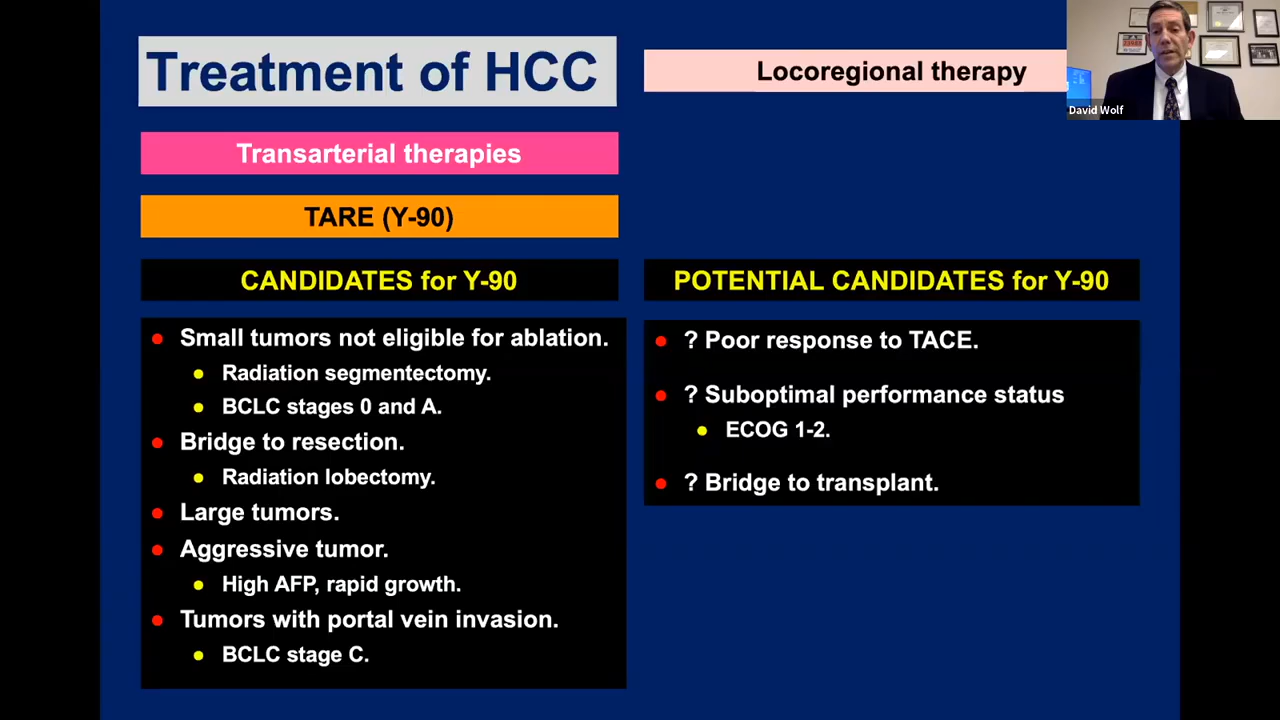 Treatment of HCC
Locoregional therapy
David Wolf
Transarterial therapies
TARE (Y-90)
CANDIDATES for Y-90
Small tumors not eligible for ablation.
Radiation segmentectomy.
BCLC stages 0 and A.
Bridge to resection.
Radiation lobectomy.
Large tumors.
Aggressive tumor.
High AFP, rapid growth.
Tumors with portal vein invasion.
BCLC stage C.
POTENTIAL CANDIDATES for Y-90
? Poor response to TACE.
? Suboptimal performance status
ECOG 1-2.
? Bridge to transplant.